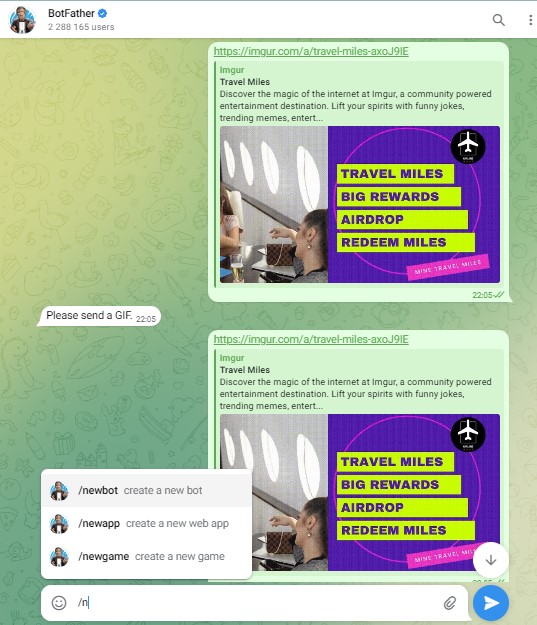 BotFather
2 288 165 users
https://imgur.com/a/travel-miles-axoJ9IE
Imgur
Travel Miles
Discover the magic of the internet at Imgur, a community powered
entertainment destination. Lift your spirits with funny jokes,
trending memes, entert...
TRAVEL MILES
BIG REWARDS
AIRDROP
REDEEM MILES
MINE TRAVEL MILES
22:05
Please send a GIF. 22:05
https://imgur.com/a/travel-miles-axoJ9IE
Imgur
Travel Miles
Discover the magic of the internet at Imgur, a community powered
entertainment destination. Lift your spirits with funny jokes,
trending memes, entert...
TRAVEL MILES
BIG REWARDS
AIRDROP
REDEEM MILES
MINE TRAVEL MIL
/newbot create a new bot
/newapp create a new web app
/newgame create a new game
/n